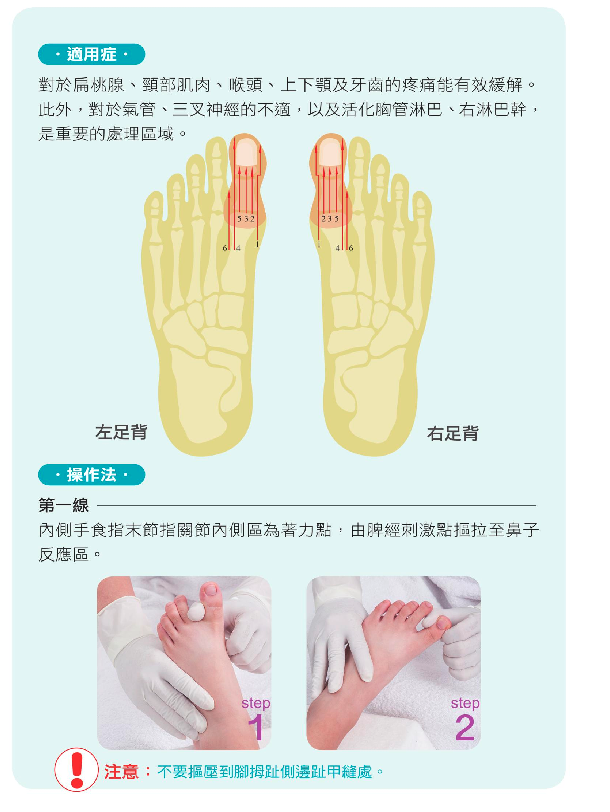 ·適用症·
對於扁桃腺、頸部肌肉、喉頭、上下顎及牙齒的疼痛能有效緩解。
此外，對於氣管、三叉神經的不適，以及活化胸管淋巴、右淋巴幹，
是重要的處理區域。
5 3 2
6 4 1
2 3 5
1 4 6
左足背
右足背
·操作法·
第一線
內側手食指末節指關節內側區為著力點，由脾經刺激點摳拉至鼻子
反應區。
step
1
step
2
! 注意：不要摳壓到腳拇趾側邊趾甲縫處。